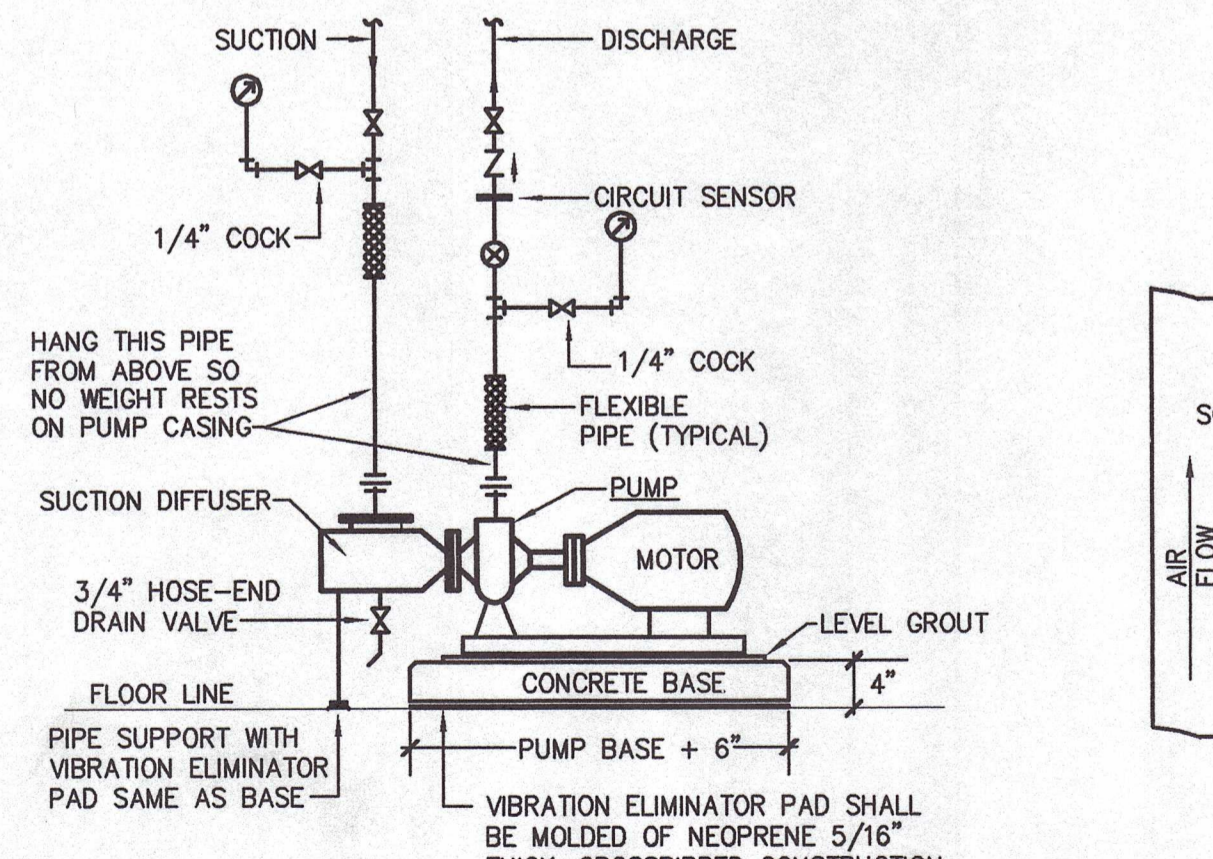 SUCTION
DISCHARGE
CIRCUIT SENSOR
1/4" COCK
HANG THIS PIPE
FROM ABOVE SO
NO WEIGHT RESTS
ON PUMP CASING
1/4" COCK
FLEXIBLE
PIPE (TYPICAL)
SUCTION DIFFUSER
PUMP
MOTOR
3/4" HOSE-END
DRAIN VALVE
LEVEL GROUT
CONCRETE BASE
4"
FLOOR LINE
PIPE SUPPORT WITH
VIBRATION ELIMINATOR
PAD SAME AS BASE
PUMP BASE + 6"
VIBRATION ELIMINATOR PAD SHALL
BE MOLDED OF NEOPRENE 5/16"
THICK CROSSRIBBED CONSTRUCTION
AIR
FLOW